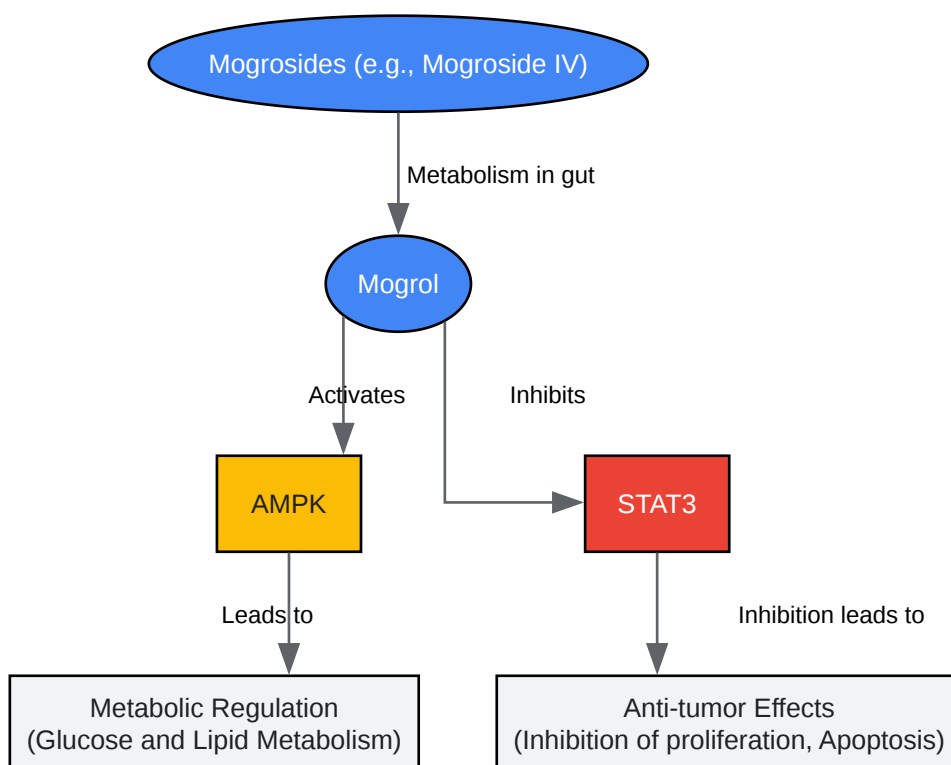 Mogrosides (e.g., Mogroside IV)
Metabolism in gut
Mogrol
Activates
Inhibits
AMPK
STAT3
Leads to
Inhibition leads to
Metabolic Regulation
(Glucose and Lipid Metabolism)
Anti-tumor Effects
(Inhibition of proliferation, Apoptosis)